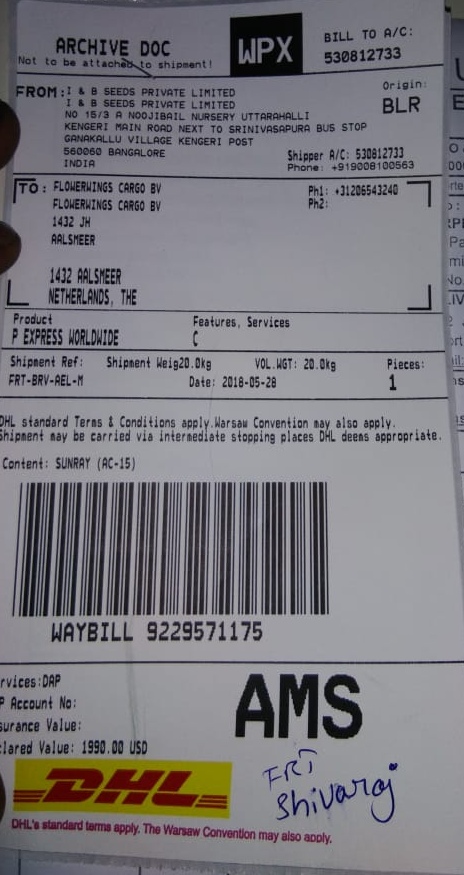 ARCHIVE DOC
Not to be attached to shipment!
WPX
BILL TO A/C:
530812733
FROM: I & B SEEDS PRIVATE LIMITED
I & B SEEDS PRIVATE LIMITED
NO 15/3 A NOOJIBAIL NURSERY UTTARAHALLI
KENGERI MAIN ROAD NEXT TO SRINIVASAPURA BUS STOP
GANAKALLU VILLAGE KENGERI POST
560060 BANGALORE
INDIA
Origin:
BLR
Shipper A/C: 530812733
Phone: +919008100563
TO: FLOWERWINGS CARGO BV
FLOWERWINGS CARGO BV
1432 JH
AALSMEER
1432 AALSMEER
NETHERLANDS, THE
Ph1: +31206543240
Ph2:
Product
P EXPRESS WORLDWIDE
Features, Services
C
Shipment Ref: Shipment Weig20.0kg VOL.WGT: 20.0kg Pieces:
FRT-BRV-AEL-M Date: 2018-05-28 1
DHL standard Terms & Conditions apply.Warsaw Convention may also apply.
Shipment may be carried via intermediate stopping places DHL deems appropriate.
Content: SUNRAY (AC-15)
WAYBILL 9229571175
rvices:DAP
P Account No:
surance Value:
lared Value: 1990.00 USD
AMS
DHL
FRT
Shivaraj
DHL's standard terms apply. The Warsaw Convention may also apply.